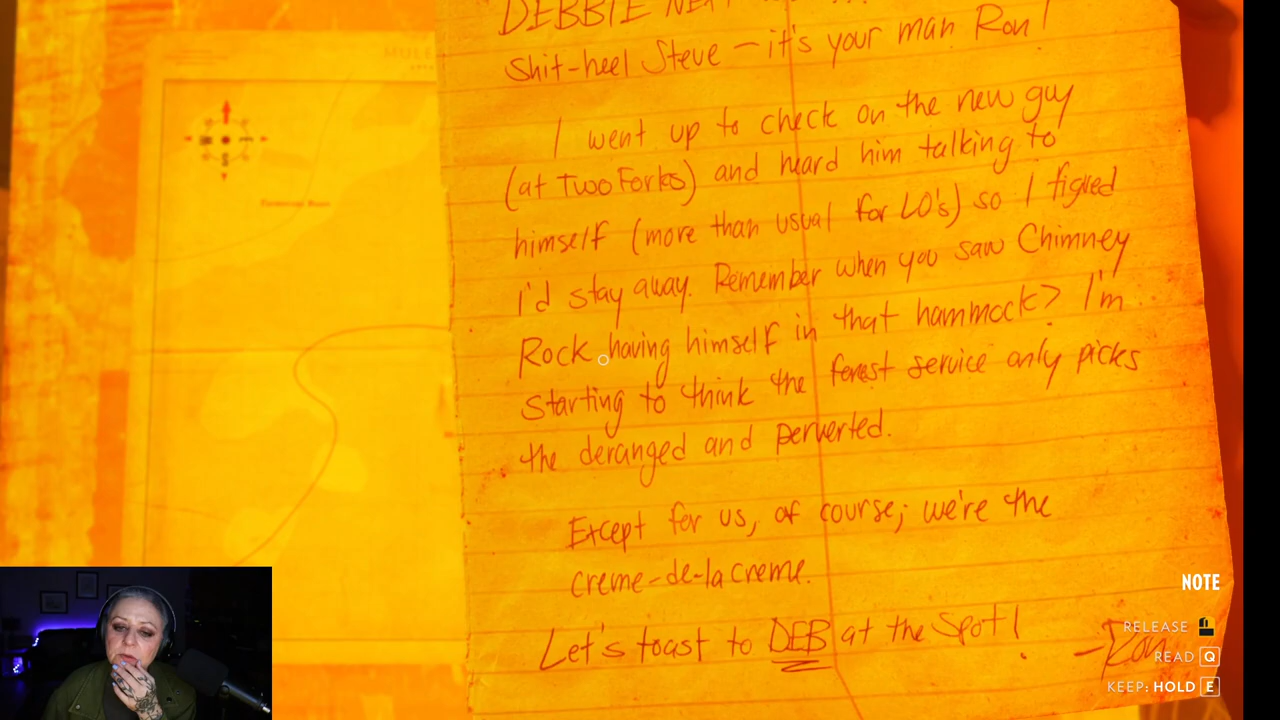 DEBBIE
Shit-heel Steve – it's your man Ron!
I went up to check on the new guy
(at Two Forks) and heard him talking to
himself (more than usual for LO's) so I figred
I'd stay away. Remember when you saw Chimney
Rock having himself in that hammock? I'm
starting to think the forest service only picks
the deranged and perverted.
Except for us, of course; we're the
creme-de-la creme.
Let's toast to DEB at the Spot!
-Ron
NOTE
RELEASE
READ Q
KEEP: HOLD E